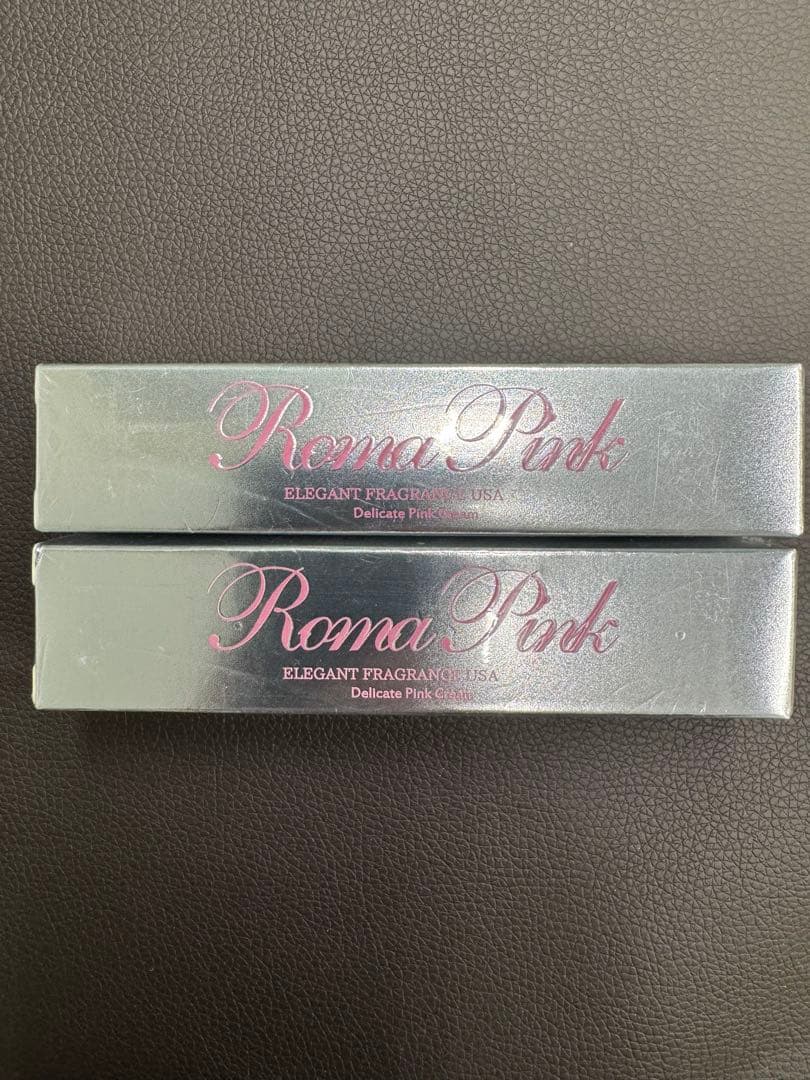 Roma Pink
ELEGANT FRAGRANCE USA
Delicate Pink Cream
Roma Pink
ELEGANT FRAGRANCE USA
Delicate Pink Cream